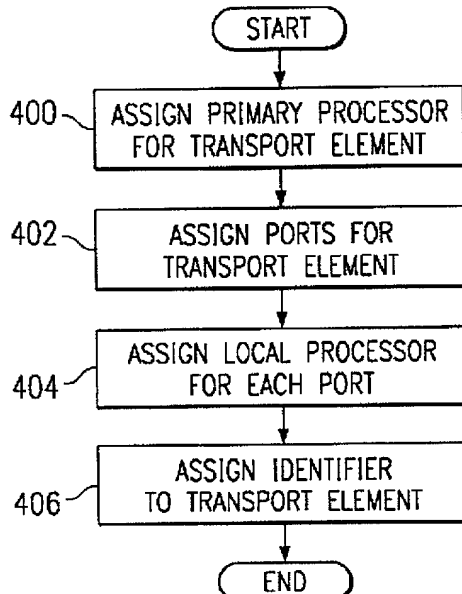 START
400
ASSIGN PRIMARY PROCESSOR
FOR TRANSPORT ELEMENT
402
ASSIGN PORTS FOR
TRANSPORT ELEMENT
404
ASSIGN LOCAL PROCESSOR
FOR EACH PORT
406
ASSIGN IDENTIFIER
TO TRANSPORT ELEMENT
END